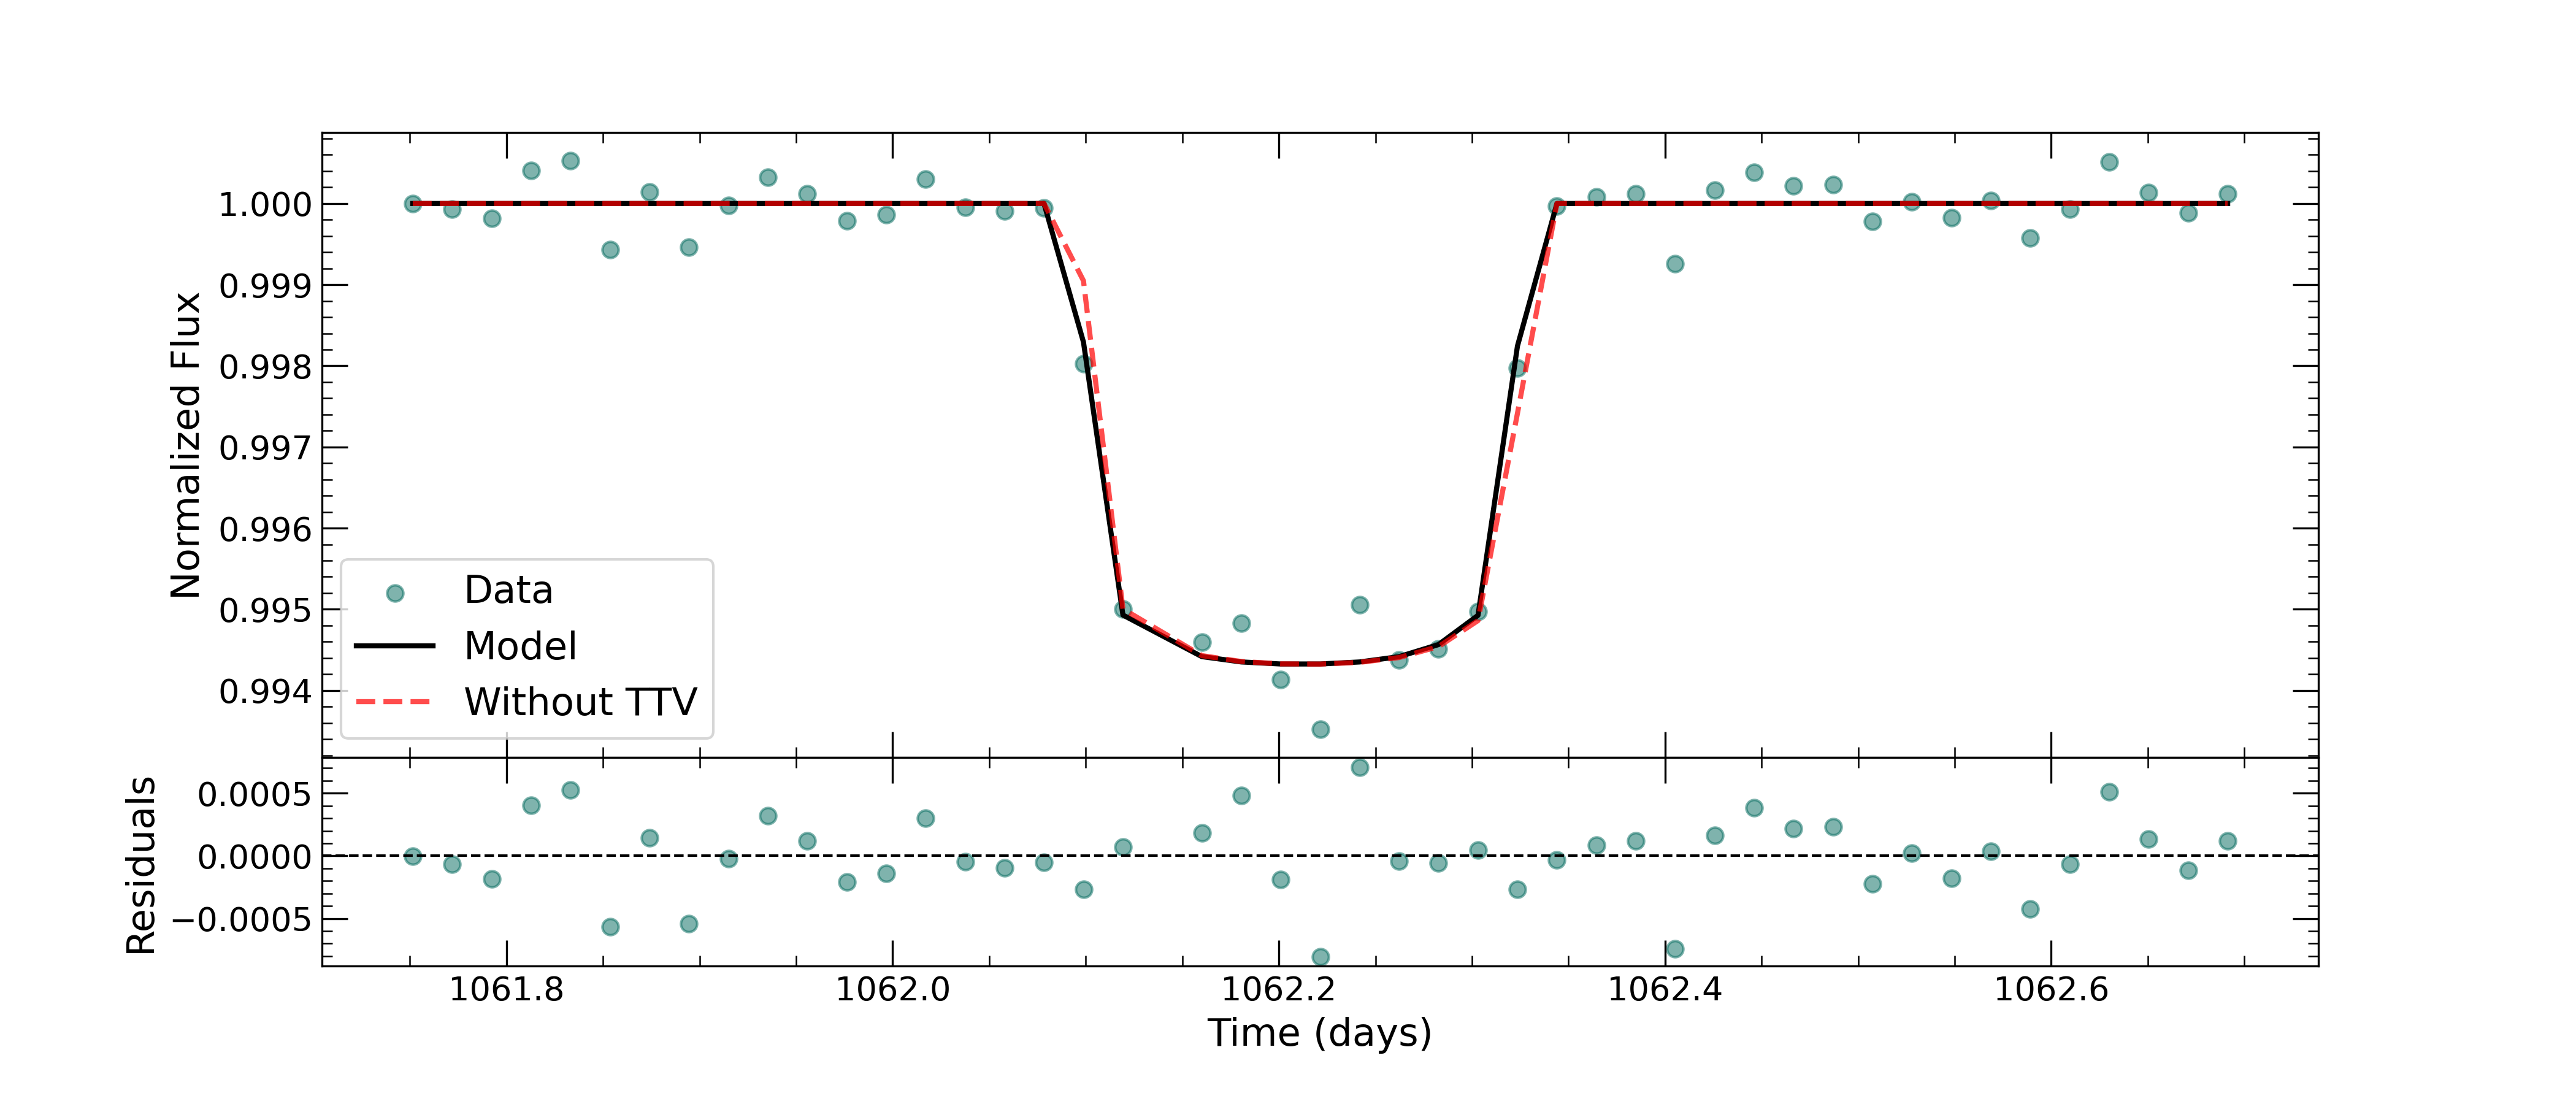 Normalized Flux
1.000
0.999
0.998
0.997
0.996
0.995
0.994
Data
Model
Without TTV
Residuals
0.0005
0.0000
−0.0005
1061.8 1062.0 1062.2 1062.4 1062.6
Time (days)